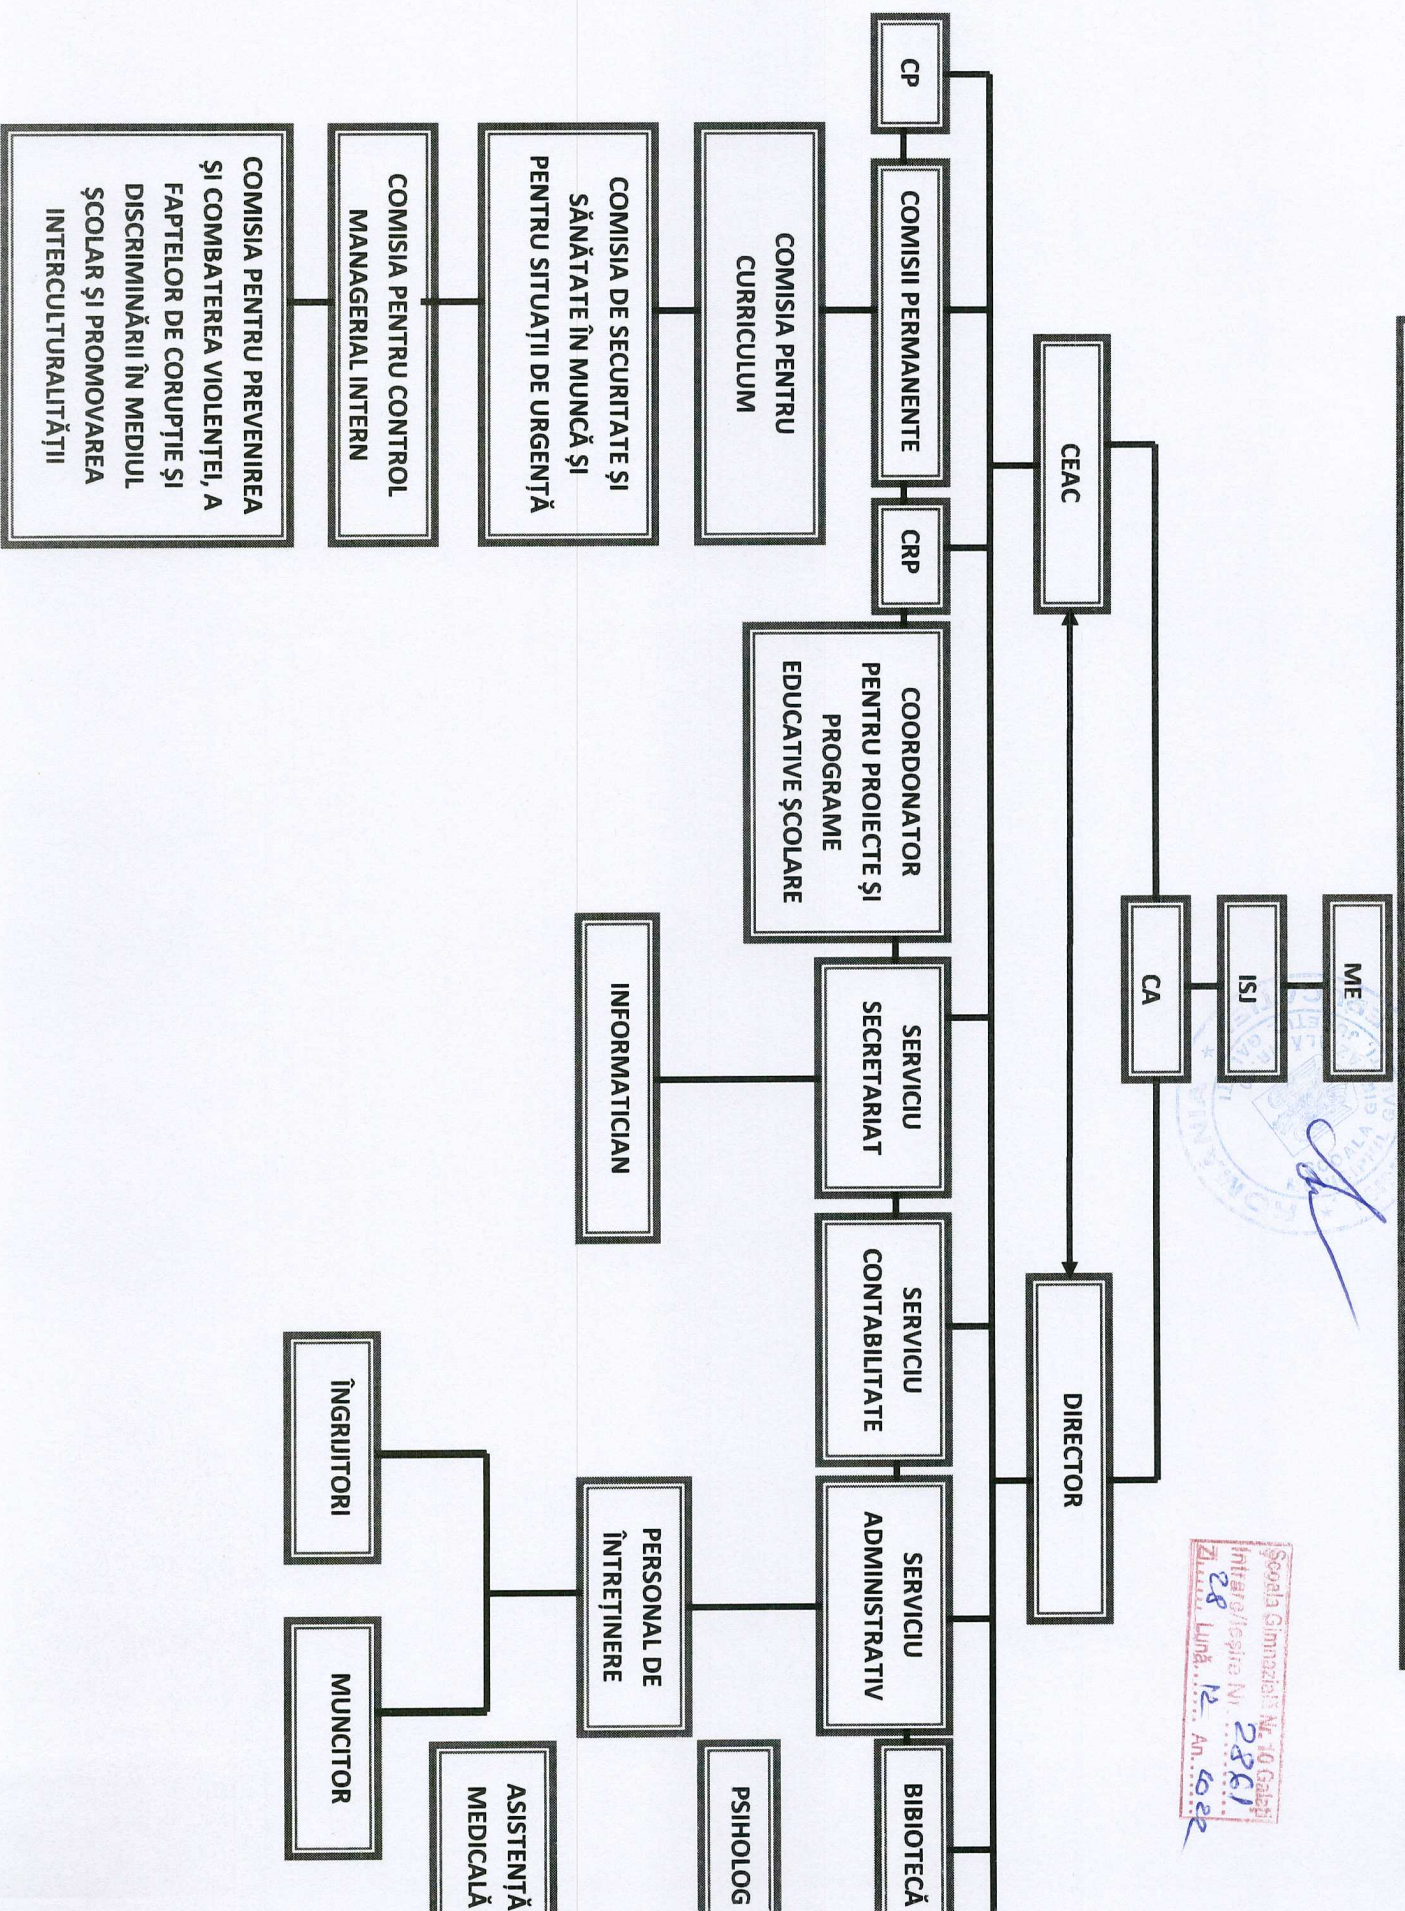 ME
ISJ
CA
CEAC
DIRECTOR
CP
COMISII PERMANENTE
CRP
COORDONATOR
PENTRU PROIECTE ȘI
PROGRAME
EDUCATIVE ȘCOLARE
SERVICIU
SECRETARIAT
SERVICIU
CONTABILITATE
SERVICIU
ADMINISTRATIV
BIBIOTECĂ
COMISIA PENTRU
CURRICULUM
COMISIA DE SECURITATE ȘI
SĂNĂTATE ÎN MUNCĂ ȘI
PENTRU SITUAȚII DE URGENȚĂ
COMISIA PENTRU CONTROL
MANAGERIAL INTERN
COMISIA PENTRU PREVENIREA
ȘI COMBATEREA VIOLENȚEI, A
FAPTELOR DE CORUPȚIE ȘI
DISCRIMINĂRII ÎN MEDIUL
ȘCOLAR ȘI PROMOVAREA
INTERCULTURALITĂȚII
INFORMATICIAN
PERSONAL DE
ÎNTREȚINERE
ÎNGRIJITORI
MUNCITOR
PSIHOLOG
ASISTENȚĂ
MEDICALĂ
Școala Gimnazială Nr. 10 Galați
Intrare/Ieșire Nr. 2861
Zi 28 Lună 12 An. 2022
ROMÂNIA